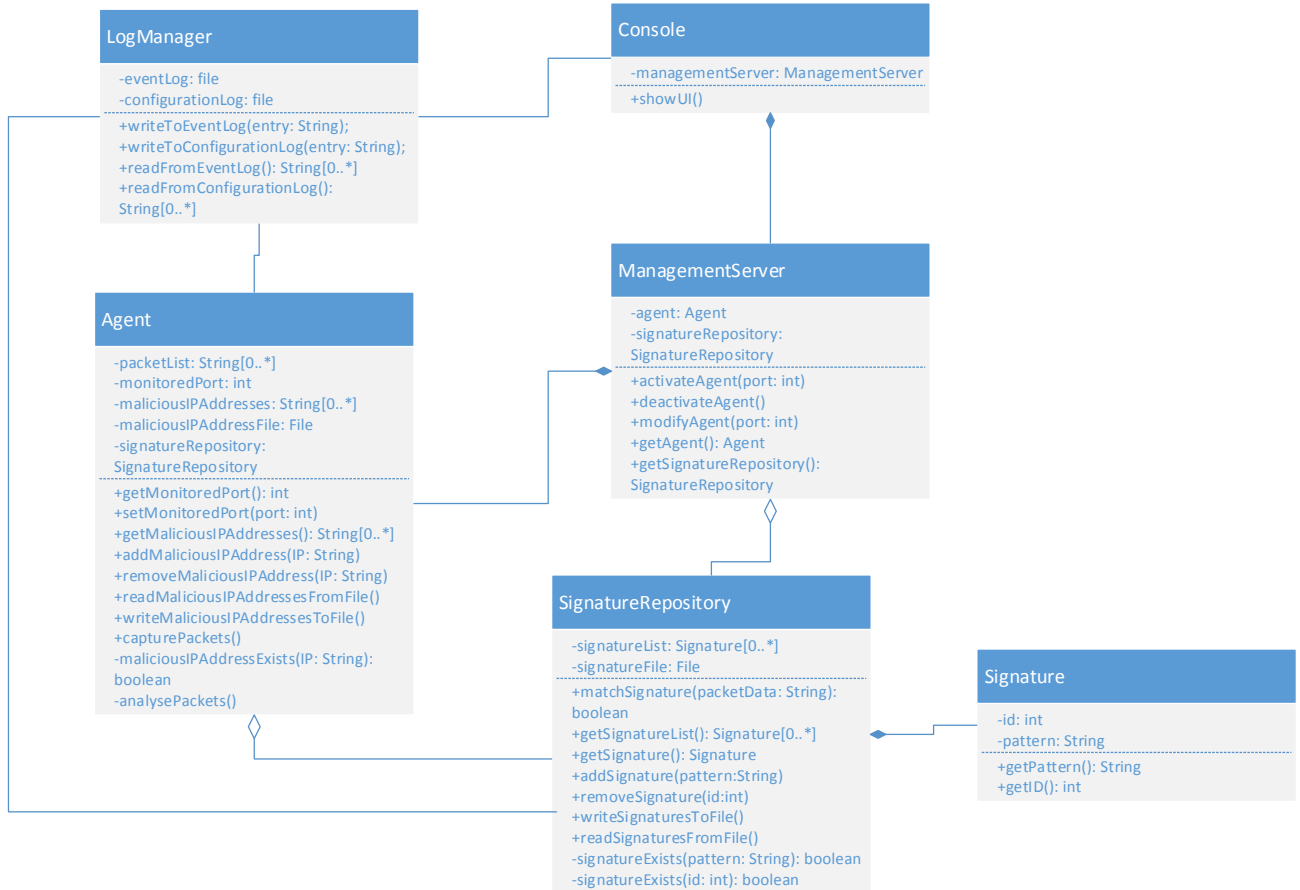 LogManager
-eventLog: file
-configurationLog: file
+writeToEventLog(entry: String);
+writeToConfigurationLog(entry: String);
+readFromEventLog(): String[0..*]
+readFromConfigurationLog():
String[0..*]
Console
-managementServer: ManagementServer
+showUI()
ManagementServer
-agent: Agent
-signatureRepository:
SignatureRepository
+activateAgent(port: int)
+deactivateAgent()
+modifyAgent(port: int)
+getAgent(): Agent
+getSignatureRepository():
SignatureRepository
Agent
-packetList: String[0..*]
-monitoredPort: int
-maliciousIPAddresses: String[0..*]
-maliciousIPAddressFile: File
-signatureRepository:
SignatureRepository
+getMonitoredPort(): int
+setMonitoredPort(port: int)
+getMaliciousIPAddresses(): String[0..*]
+addMaliciousIPAddress(IP: String)
+removeMaliciousIPAddress(IP: String)
+readMaliciousIPAddressesFromFile()
+writeMaliciousIPAddressesToFile()
+capturePackets()
-maliciousIPAddressExists(IP: String):
boolean
-analysePackets()
SignatureRepository
-signatureList: Signature[0..*]
-signatureFile: File
+matchSignature(packetData: String):
boolean
+getSignatureList(): Signature[0..*]
+getSignature(): Signature
+addSignature(pattern:String)
+removeSignature(id:int)
+writeSignaturesToFile()
+readSignaturesFromFile()
-signatureExists(pattern: String): boolean
-signatureExists(id: int): boolean
Signature
-id: int
-pattern: String
+getPattern(): String
+getID(): int